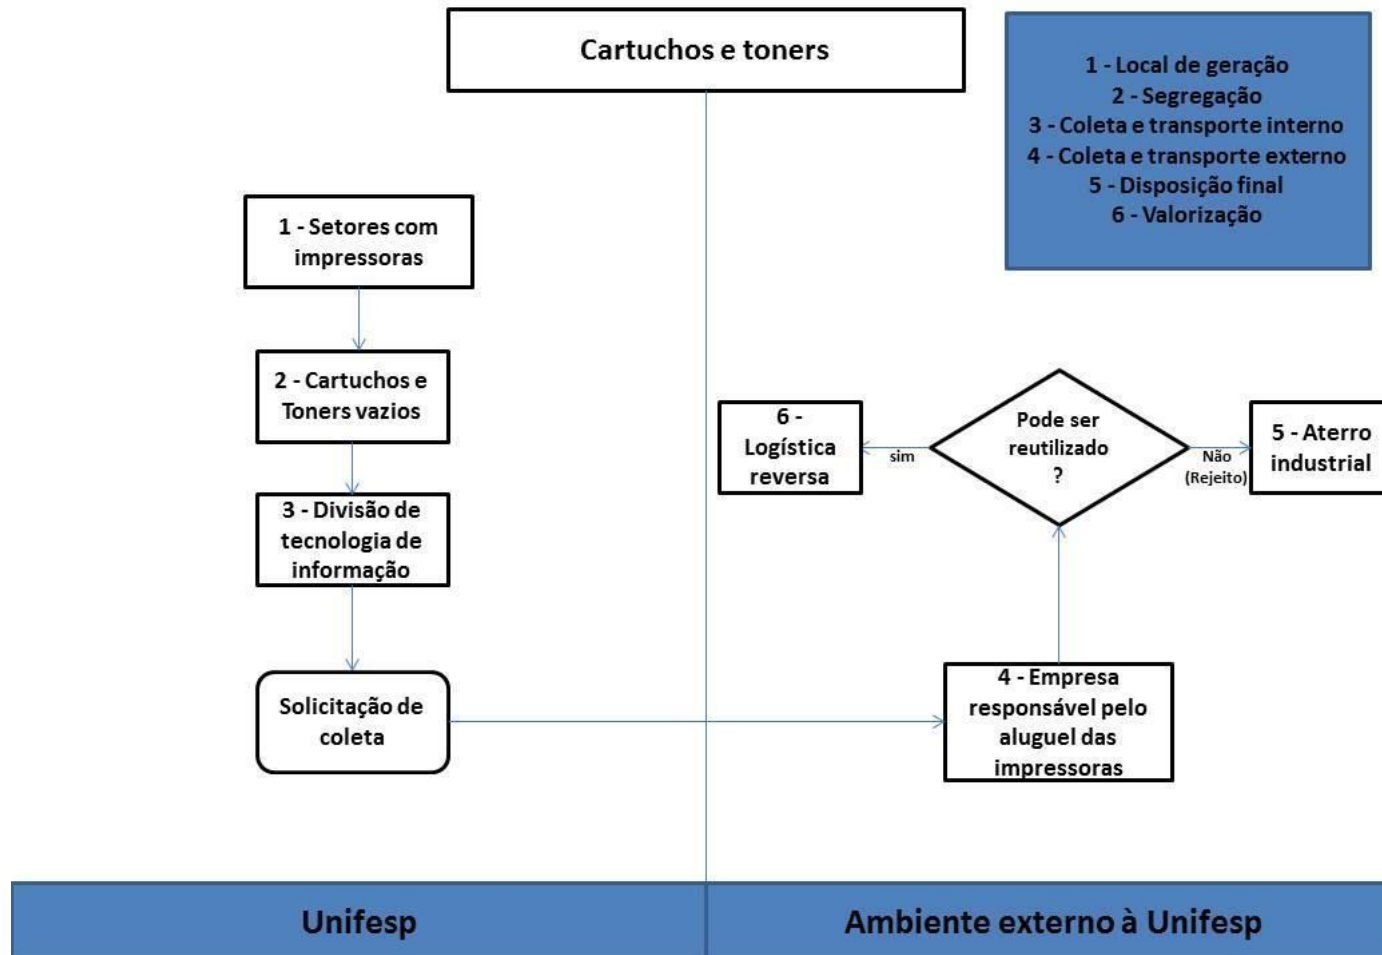 Cartuchos e toners
1 - Local de geração
2 - Segregação
3 - Coleta e transporte interno
4 - Coleta e transporte externo
5 - Disposição final
6 - Valorização
1 - Setores com
impressoras
2 - Cartuchos e
Toners vazios
3 - Divisão de
tecnologia de
informação
Solicitação de
coleta
4 - Empresa
responsável pelo
aluguel das
impressoras
Pode ser
reutilizado
?
sim
6 -
Logística
reversa
Não
(Rejeito)
5 - Aterro
industrial
Unifesp
Ambiente externo à Unifesp